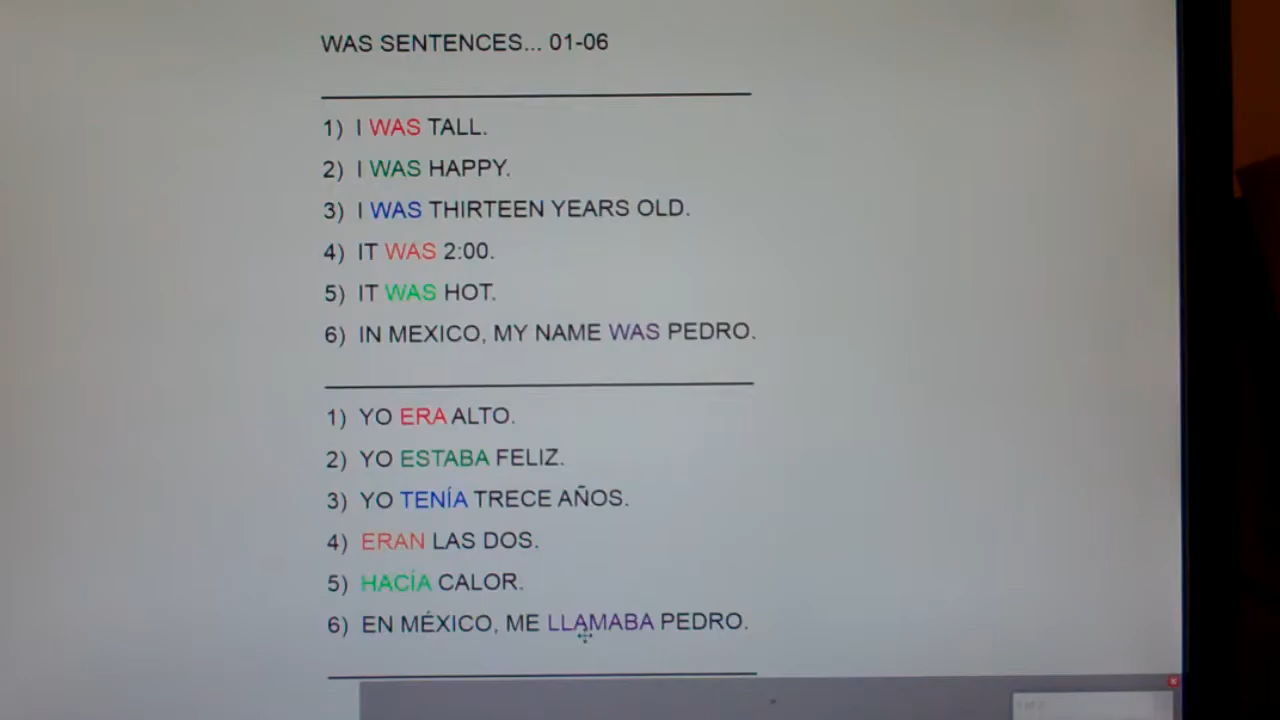 WAS SENTENCES... 01-06
1) I WAS TALL.
2) I WAS HAPPY.
3) I WAS THIRTEEN YEARS OLD.
4) IT WAS 2:00.
5) IT WAS HOT.
6) IN MEXICO, MY NAME WAS PEDRO.
1) YO ERA ALTO.
2) YO ESTABA FELIZ.
3) YO TENÍA TRECE AÑOS.
4) ERAN LAS DOS.
5) HACÍA CALOR.
6) EN MÉXICO, ME LLAMABA PEDRO.